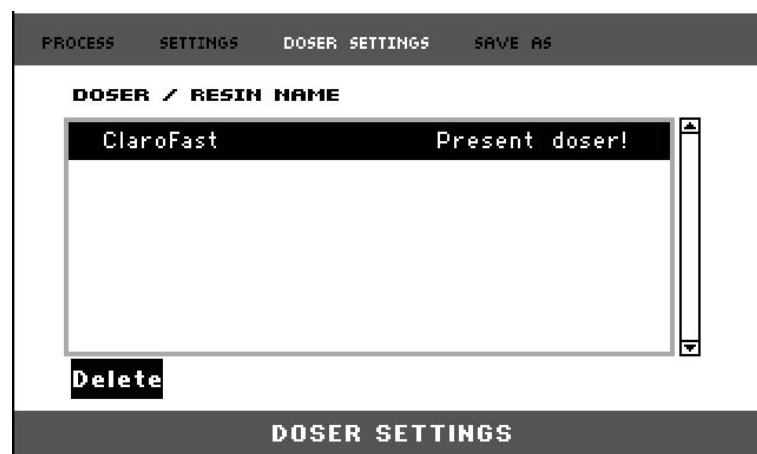 PROCESS SETTINGS DOSER SETTINGS SAVE AS
DOSER / RESIN NAME
ClaroFast Present doser!
Delete
DOSER SETTINGS